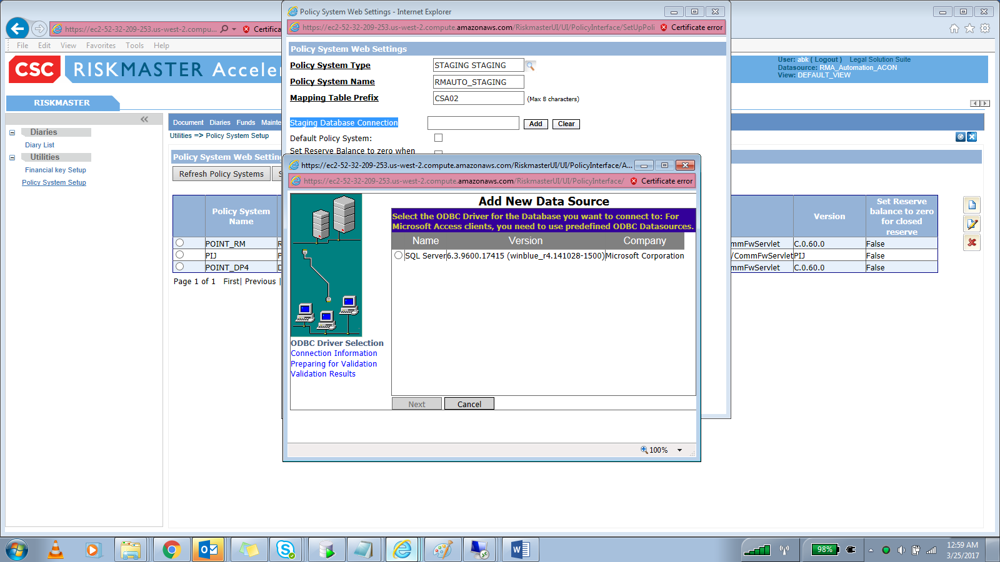 Policy System Web Settings - Internet Explorer
https://ec2-52-32-209-253.us-west-2.compu...
Certifica
https://ec2-52-32-209-253.us-west-2.compute.amazonaws.com/RiskmasterUI/UI/PolicyInterface/SetUpPoli
Certificate error
File Edit View Favorites Tools Help
CSC RISKMASTER Acceler
User: abk ( Logout ) Legal Solution Suite
Datasource: RMA_Automation_ACON
View: DEFAULT_VIEW
RISKMASTER
Policy System Web Settings
Policy System Type STAGING STAGING
Policy System Name RMAUTO_STAGING
Mapping Table Prefix CSA02 (Max 8 characters)
Staging Database Connection Add Clear
Default Policy System:
Set Reserve Balance to zero when
Diaries
Diary List
Utilities
Financial key Setup
Policy System Setup
Document Diaries Funds Mainte
Utilities => Policy System Setup
Policy System Web Setting
Refresh Policy Systems
Policy System Name
Version
Set Reserve balance to zero for closed reserve
POINT_RM
mmFwServlet C.0.60.0 False
PIJ
/CommFwServlet PIJ False
POINT_DP4
mmFwServlet C.0.60.0 False
Page 1 of 1 First| Previous |
https://ec2-52-32-209-253.us-west-2.compute.amazonaws.com/RiskmasterUI/UI/PolicyInterface/A...
https://ec2-52-32-209-253.us-west-2.compute.amazonaws.com/RiskmasterUI/UI/PolicyInterface/
Certificate error
Add New Data Source
Select the ODBC Driver for the Database you want to connect to: For
Microsoft Access clients, you need to use predefined ODBC Datasources.
Name Version Company
SQL Server 6.3.9600.17415 (winblue_r4.141028-1500) Microsoft Corporation
ODBC Driver Selection
Connection Information
Preparing for Validation
Validation Results
Next Cancel
100%
98%
12:59 AM
3/25/2017